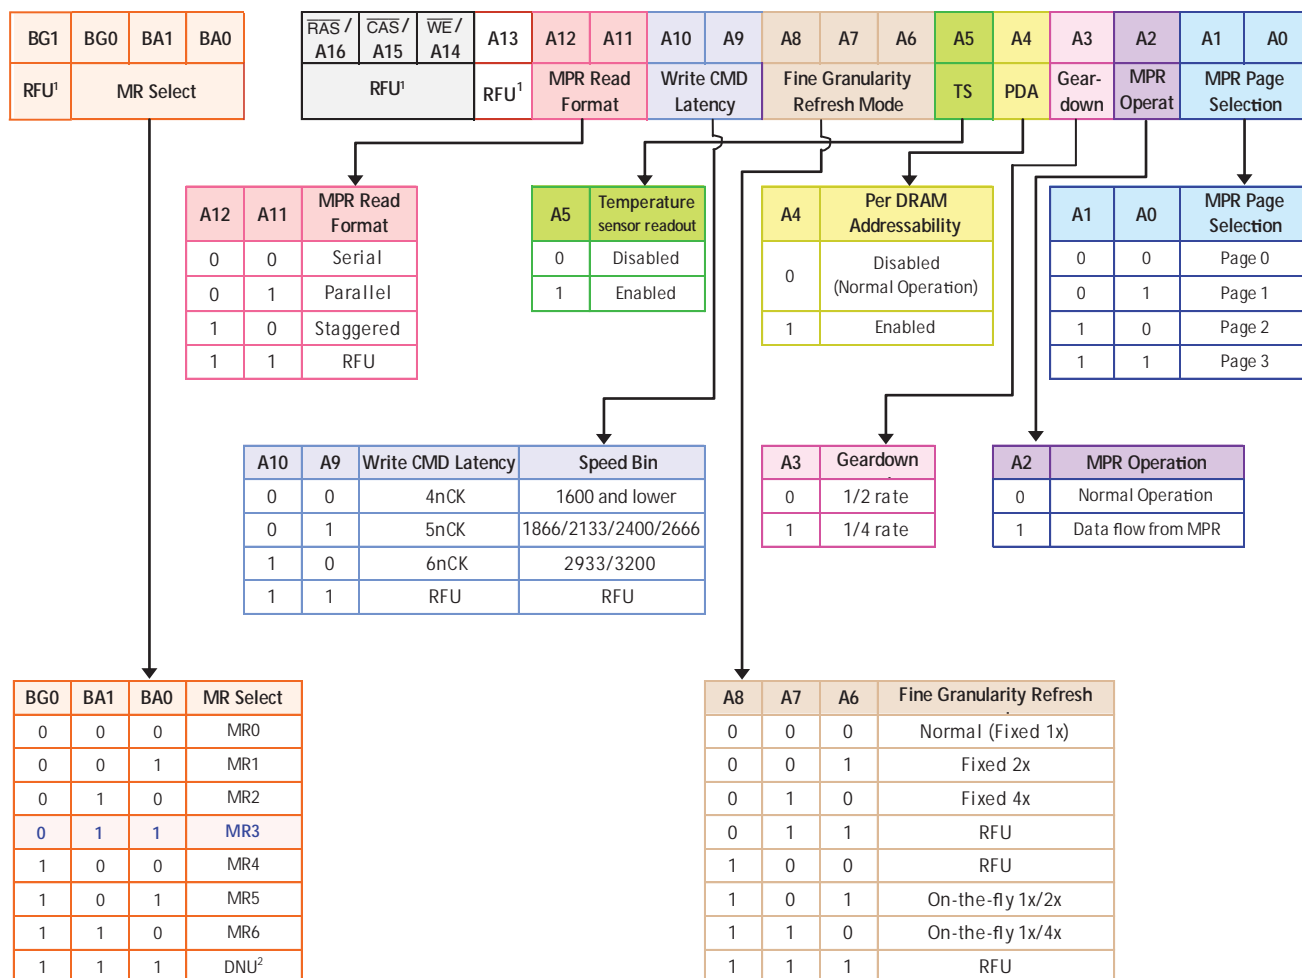 BG1 BG0 BA1 BA0 RAS / A16 CAS / A15 WE / A14 A13 A12 A11 A10 A9 A8 A7 A6 A5 A4 A3 A2 A1 A0
RFU¹ MR Select RFU¹ RFU¹ MPR Read Format Write CMD Latency Fine Granularity Refresh Mode TS PDA Gear-down MPR Operat MPR Page Selection
A12 A11 MPR Read Format
0 0 Serial
0 1 Parallel
1 0 Staggered
1 1 RFU
A5 Temperature sensor readout
0 Disabled
1 Enabled
A4 Per DRAM Addressability
0 Disabled (Normal Operation)
1 Enabled
A1 A0 MPR Page Selection
0 0 Page 0
0 1 Page 1
1 0 Page 2
1 1 Page 3
A10 A9 Write CMD Latency Speed Bin
0 0 4nCK 1600 and lower
0 1 5nCK 1866/2133/2400/2666
1 0 6nCK 2933/3200
1 1 RFU RFU
A3 Geardown
0 1/2 rate
1 1/4 rate
A2 MPR Operation
0 Normal Operation
1 Data flow from MPR
BG0 BA1 BA0 MR Select
0 0 0 MR0
0 0 1 MR1
0 1 0 MR2
0 1 1 MR3
1 0 0 MR4
1 0 1 MR5
1 1 0 MR6
1 1 1 DNU²
A8 A7 A6 Fine Granularity Refresh
0 0 0 Normal (Fixed 1x)
0 0 1 Fixed 2x
0 1 0 Fixed 4x
0 1 1 RFU
1 0 0 RFU
1 0 1 On-the-fly 1x/2x
1 1 0 On-the-fly 1x/4x
1 1 1 RFU